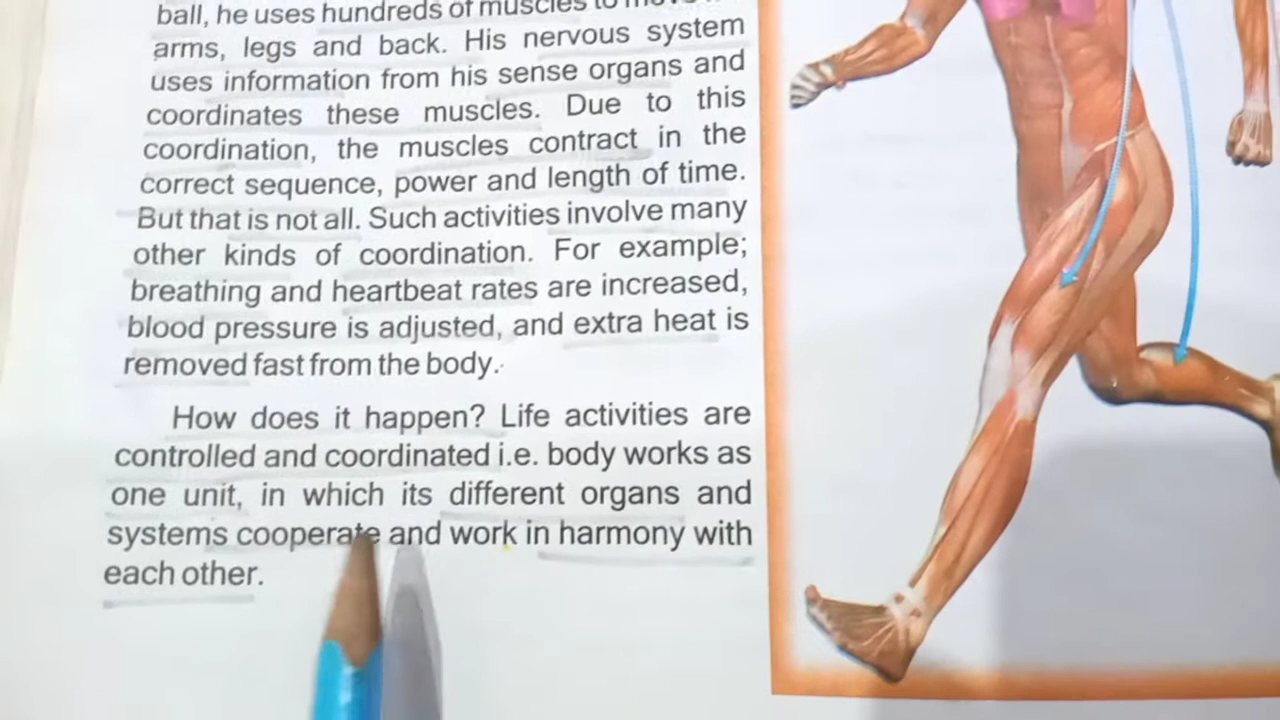 ball, he uses hundreds of muscles to move
arms, legs and back. His nervous system
uses information from his sense organs and
coordinates these muscles. Due to this
coordination, the muscles contract in the
correct sequence, power and length of time.
But that is not all. Such activities involve many
other kinds of coordination. For example;
breathing and heartbeat rates are increased,
blood pressure is adjusted, and extra heat is
removed fast from the body.
How does it happen? Life activities are
controlled and coordinated i.e. body works as
one unit, in which its different organs and
systems cooperate and work in harmony with
each other.